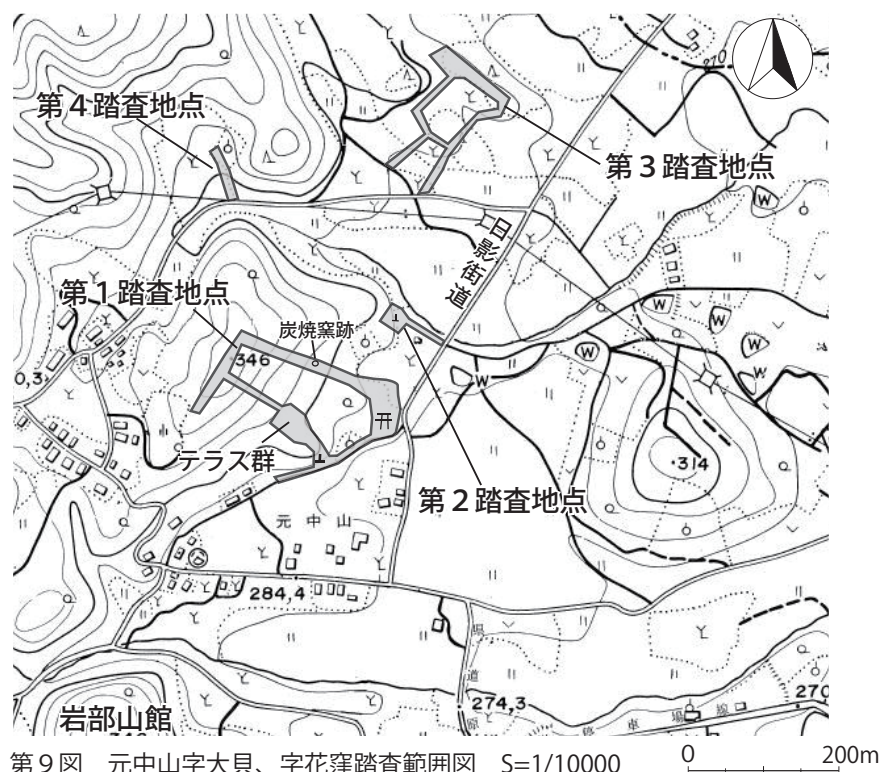 270
第4踏査地点
第3踏査地点
日影街道
第1踏査地点
炭焼窯跡
346
0,3
W
W
W
W
W
W
テラス群
314
第2踏査地点
元中山
284,4
274,3
270
岩部山館
第9図 元中山字大貝、字花窪踏査範囲図 S=1/10000
0 200m